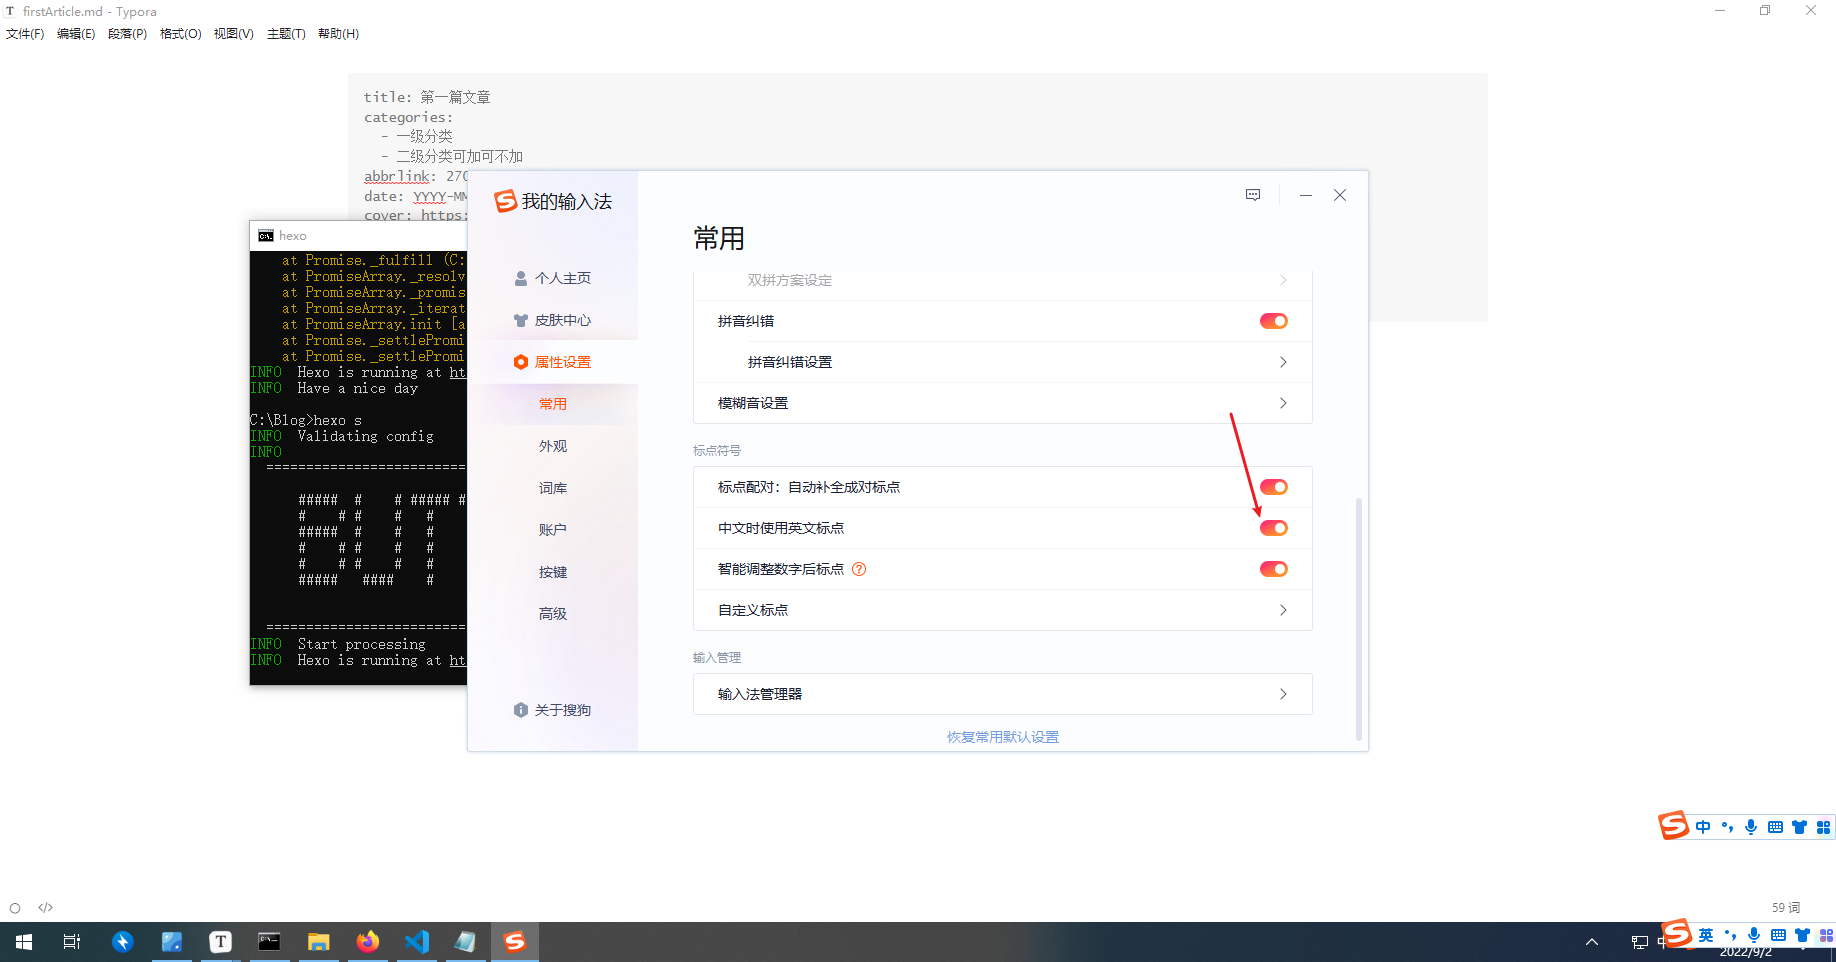 firstArticle.md - Typora
文件(F) 编辑(E) 段落(P) 格式(O) 视图(V) 主题(T) 帮助(H)
title: 第一篇文章
categories:
- 一级分类
- 二级分类可加可不加
abbrlink: 270
date: YYYY-MM
cover: https:
hexo
at Promise._fulfill (C:
at PromiseArray._resolv
at PromiseArray._promis
at PromiseArray._iterat
at PromiseArray.init [a
at Promise._settlePromi
at Promise._settlePromi
INFO Hexo is running at ht
INFO Have a nice day
C:\Blog>hexo s
INFO Validating config
INFO
=========================
##### # # ##### #
# # # # #
##### # # #
# # # # #
# # # # #
##### #### #
=========================
INFO Start processing
INFO Hexo is running at ht
我的输入法
个人主页
皮肤中心
属性设置
常用
外观
词库
账户
按键
高级
关于搜狗
常用
双拼方案设定
拼音纠错
拼音纠错设置
模糊音设置
标点符号
标点配对：自动补全成对标点
中文时使用英文标点
智能调整数字后标点 ?
自定义标点
输入管理
输入法管理器
恢复常用默认设置
中
59 词
英
2022/9/2